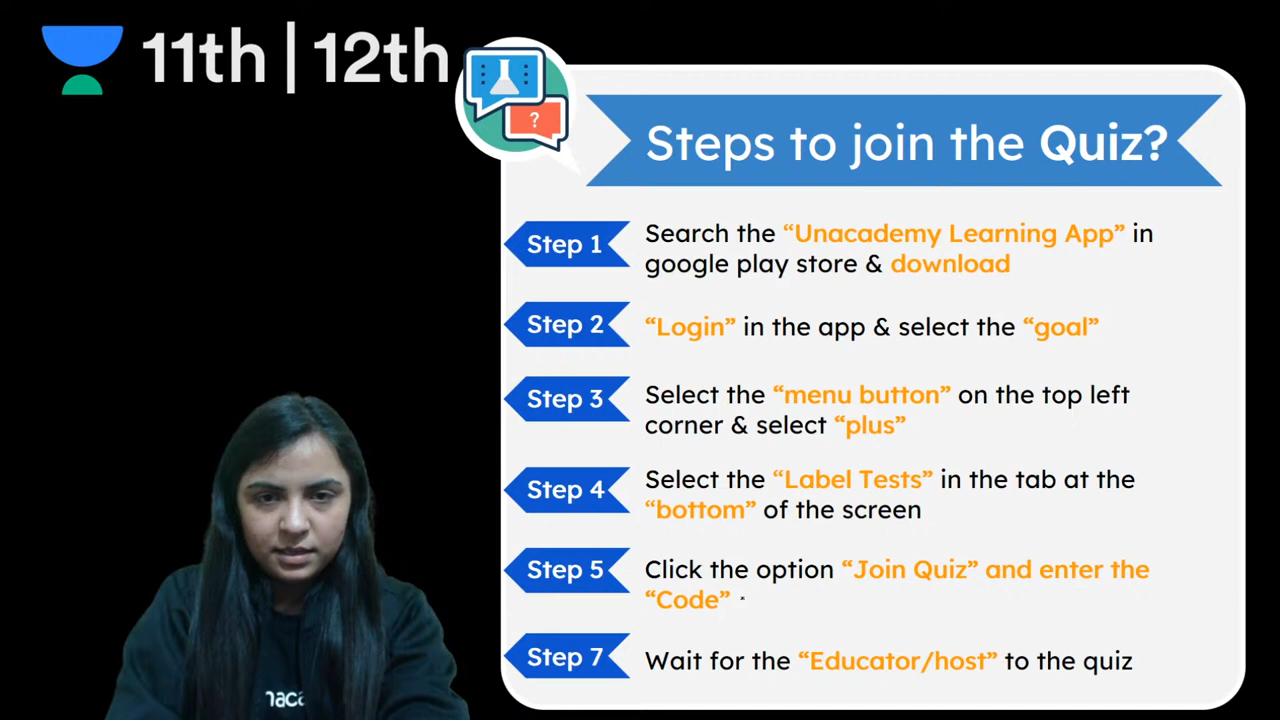 11th | 12th
?
Steps to join the Quiz?
Step 1
Search the “Unacademy Learning App” in
google play store & download
Step 2
“Login” in the app & select the “goal”
Step 3
Select the “menu button” on the top left
corner & select “plus”
Step 4
Select the “Label Tests” in the tab at the
“bottom” of the screen
Step 5
Click the option “Join Quiz” and enter the
“Code”
Step 7
Wait for the “Educator/host” to the quiz